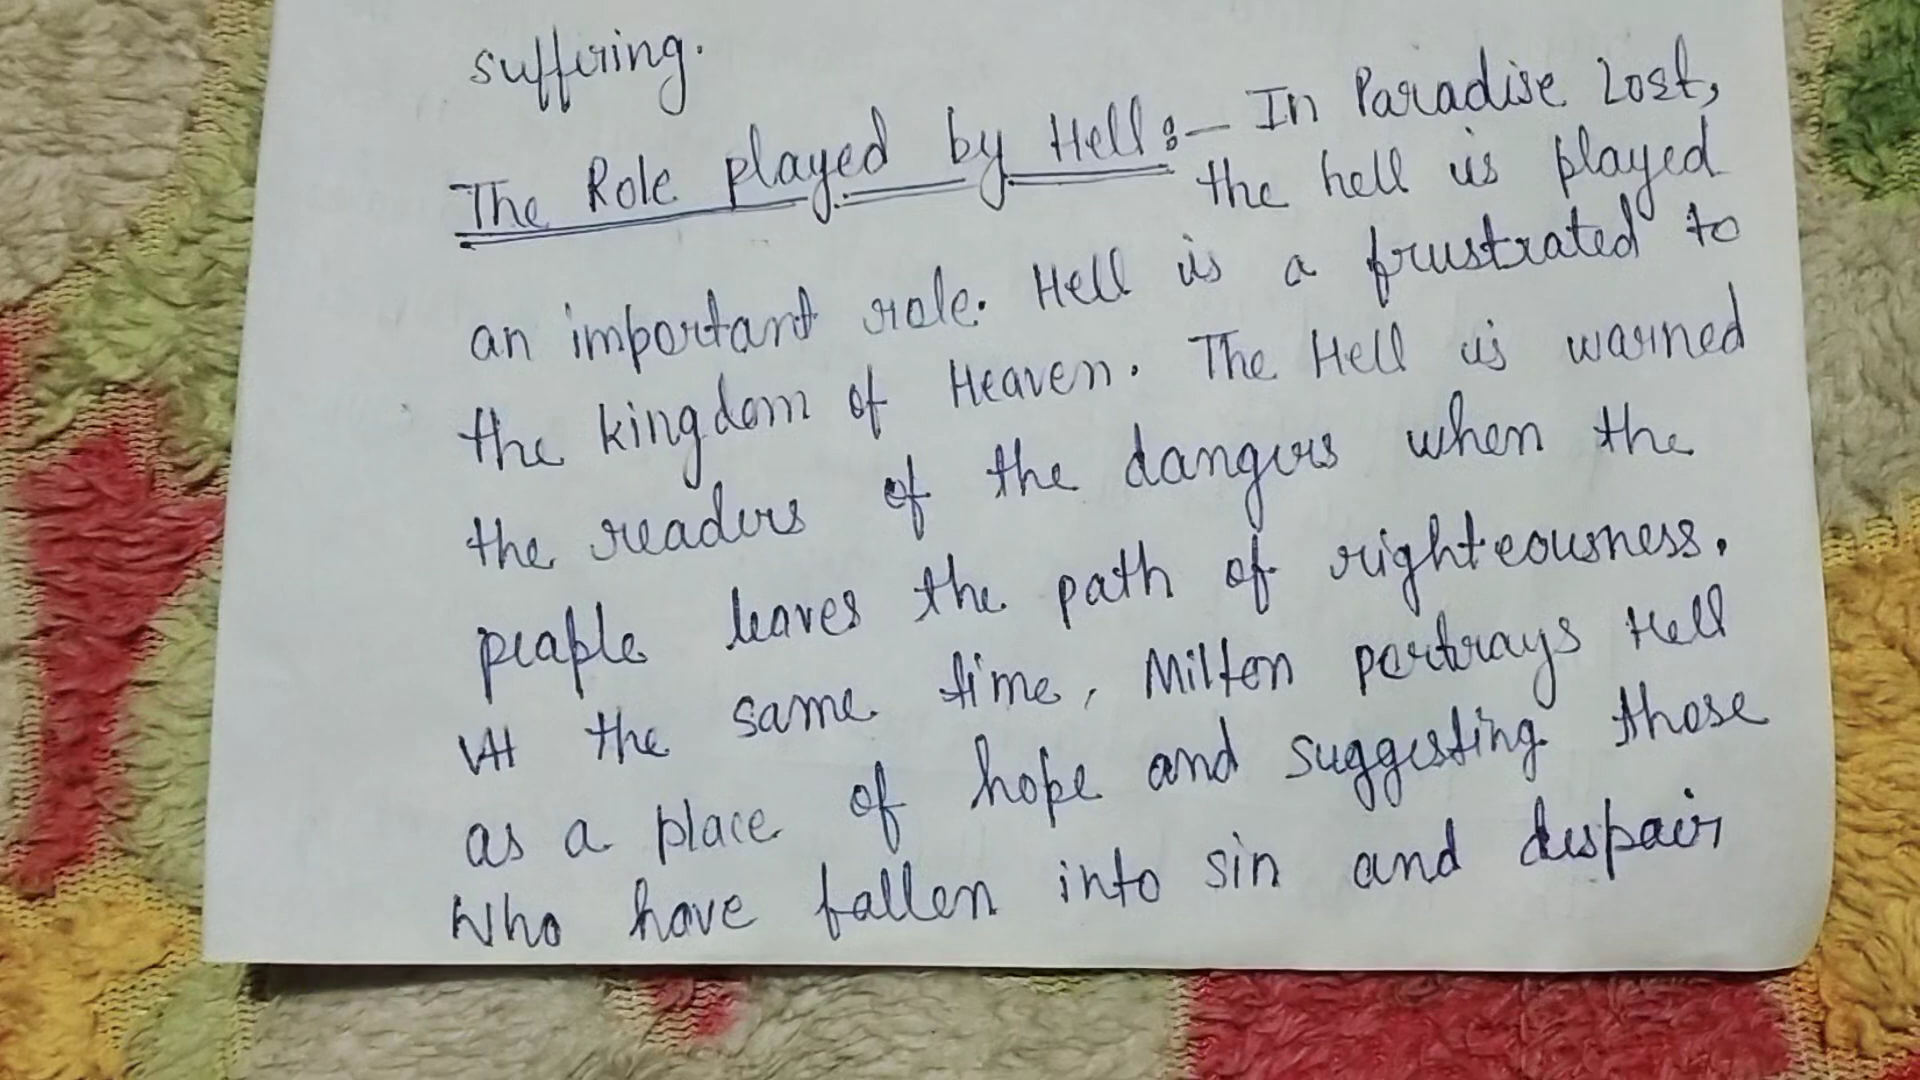 suffering.
The Role played by Hell :- In Paradise Lost,
the hell is played
an important role. Hell is a frustrated to
the kingdom of Heaven. The Hell is warned
the readers of the dangers when the
people leaves the path of righteousness.
At the same time, Milton portrays Hell
as a place of hope and suggesting those
who have fallen into sin and despair